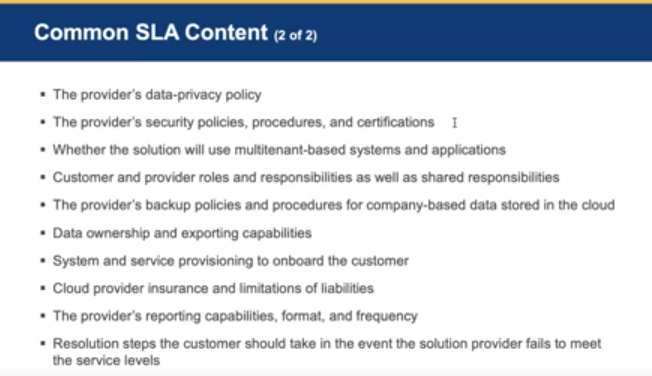 Common SLA Content (2 of 2)
▪ The provider's data-privacy policy
▪ The provider's security policies, procedures, and certifications
▪ Whether the solution will use multitenant-based systems and applications
▪ Customer and provider roles and responsibilities as well as shared responsibilities
▪ The provider's backup policies and procedures for company-based data stored in the cloud
▪ Data ownership and exporting capabilities
▪ System and service provisioning to onboard the customer
▪ Cloud provider insurance and limitations of liabilities
▪ The provider's reporting capabilities, format, and frequency
▪ Resolution steps the customer should take in the event the solution provider fails to meet
the service levels